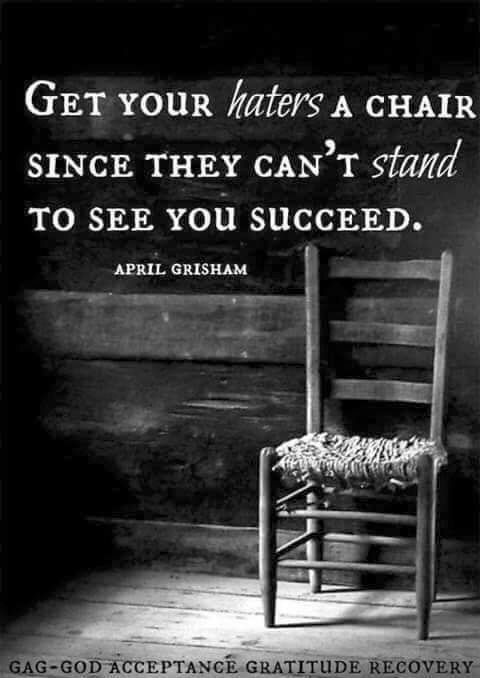 GET YOUR haters A CHAIR
SINCE THEY CAN'T stand
TO SEE YOU SUCCEED.
APRIL GRISHAM
GAG-GOD ACCEPTANCE GRATITUDE RECOVERY